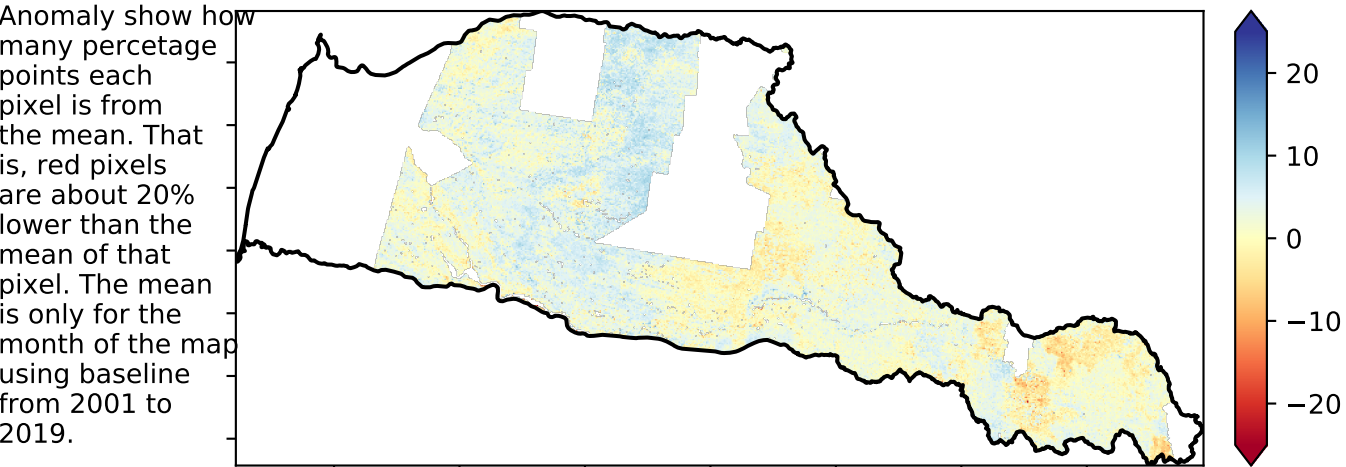 Anomaly show how
many percetage
points each
pixel is from
the mean. That
is, red pixels
are about 20%
lower than the
mean of that
pixel. The mean
is only for the
month of the map
using baseline
from 2001 to
2019.
20
10
0
−10
−20